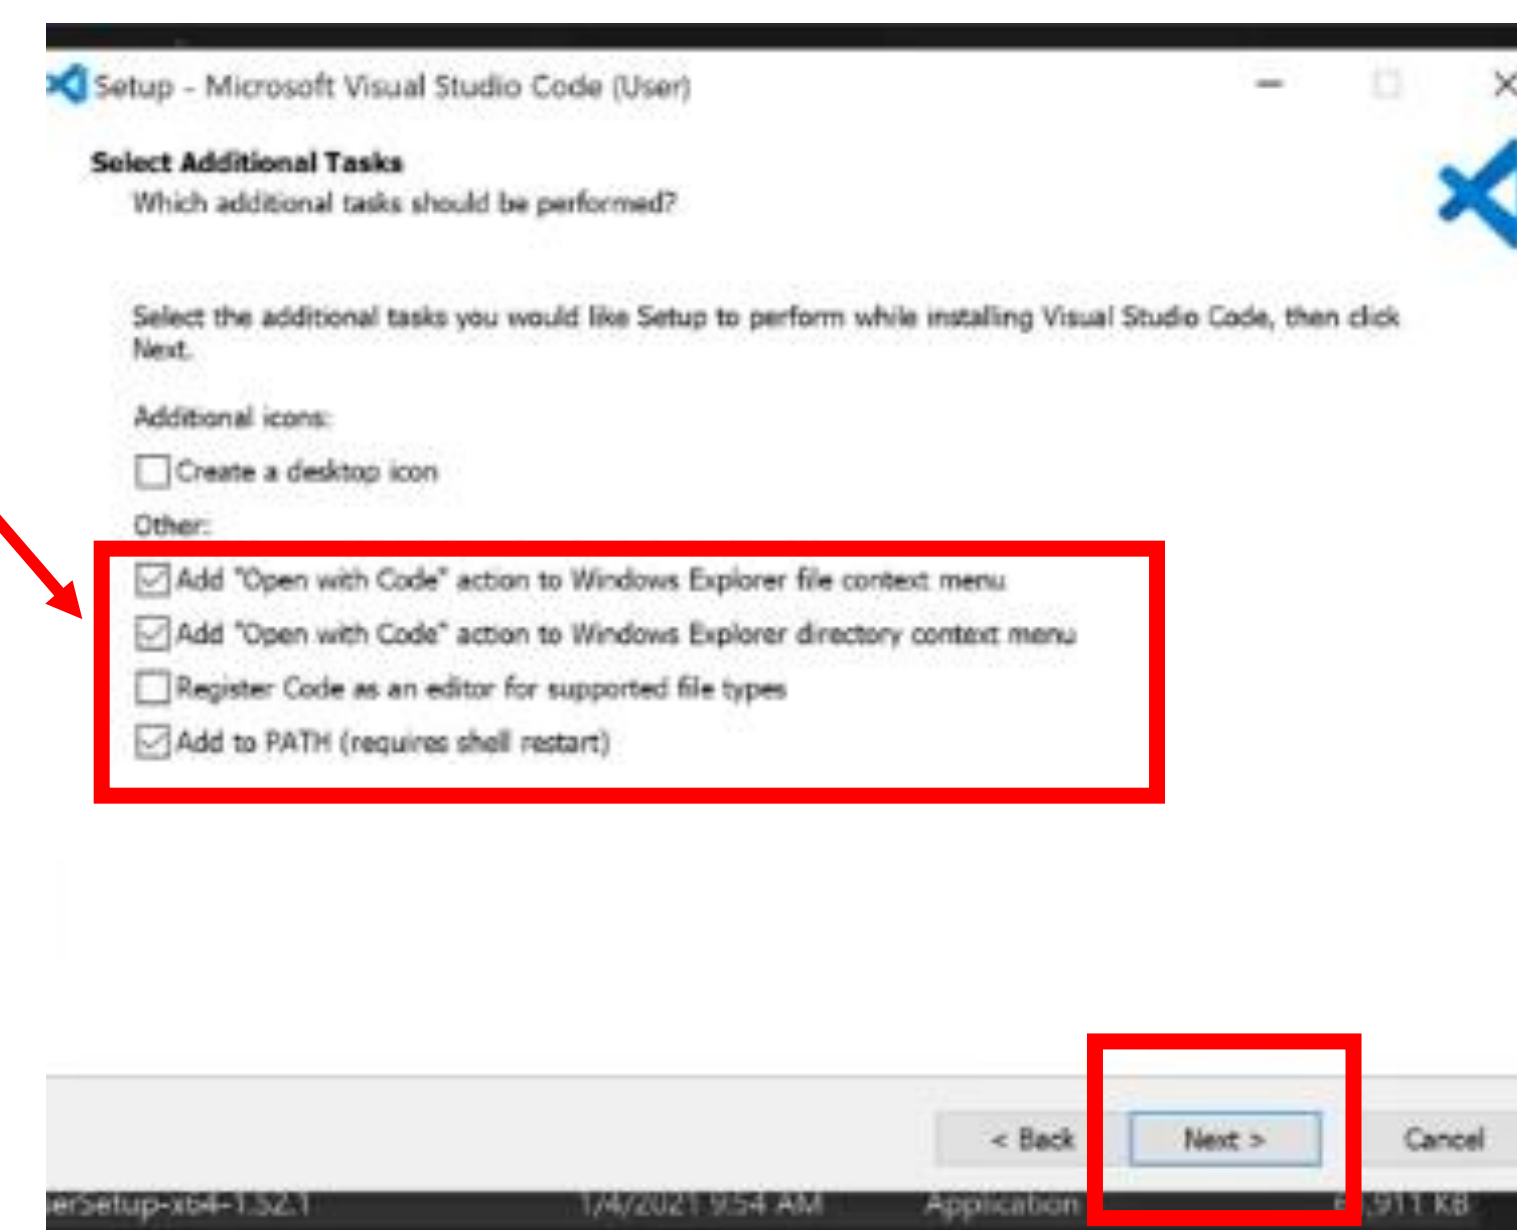 Setup - Microsoft Visual Studio Code (User)
Select Additional Tasks
Which additional tasks should be performed?
Select the additional tasks you would like Setup to perform while installing Visual Studio Code, then click
Next.
Additional icons:
Create a desktop icon
Other:
Add "Open with Code" action to Windows Explorer file context menu
Add "Open with Code" action to Windows Explorer directory context menu
Register Code as an editor for supported file types
Add to PATH (requires shell restart)
< Back Next > Cancel
erSetup-x64-1.52.1 1/4/2021 9:54 AM Application ,911 KB